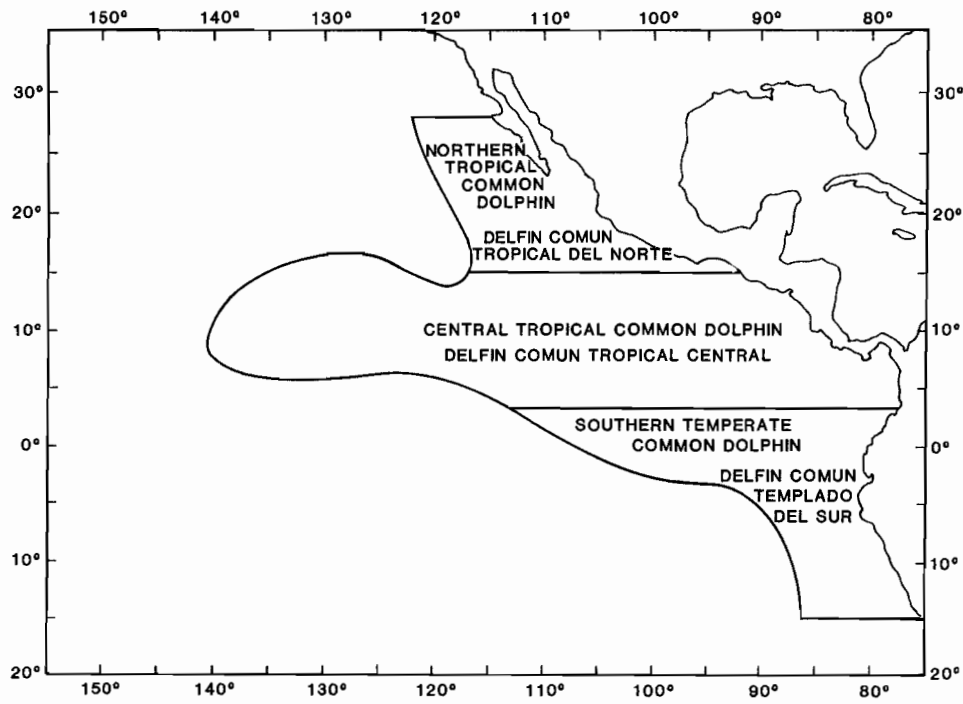 150° 140° 130° 120° 110° 100° 90° 80°
30° 30°
NORTHERN
TROPICAL
COMMON
DOLPHIN
20° 20°
DELFIN COMUN
TROPICAL DEL NORTE
CENTRAL TROPICAL COMMON DOLPHIN
10° 10°
DELFIN COMUN TROPICAL CENTRAL
SOUTHERN TEMPERATE
COMMON DOLPHIN
0° 0°
DELFIN COMUN
TEMPLADO
DEL SUR
10° 10°
20° 20°
150° 140° 130° 120° 110° 100° 90° 80°